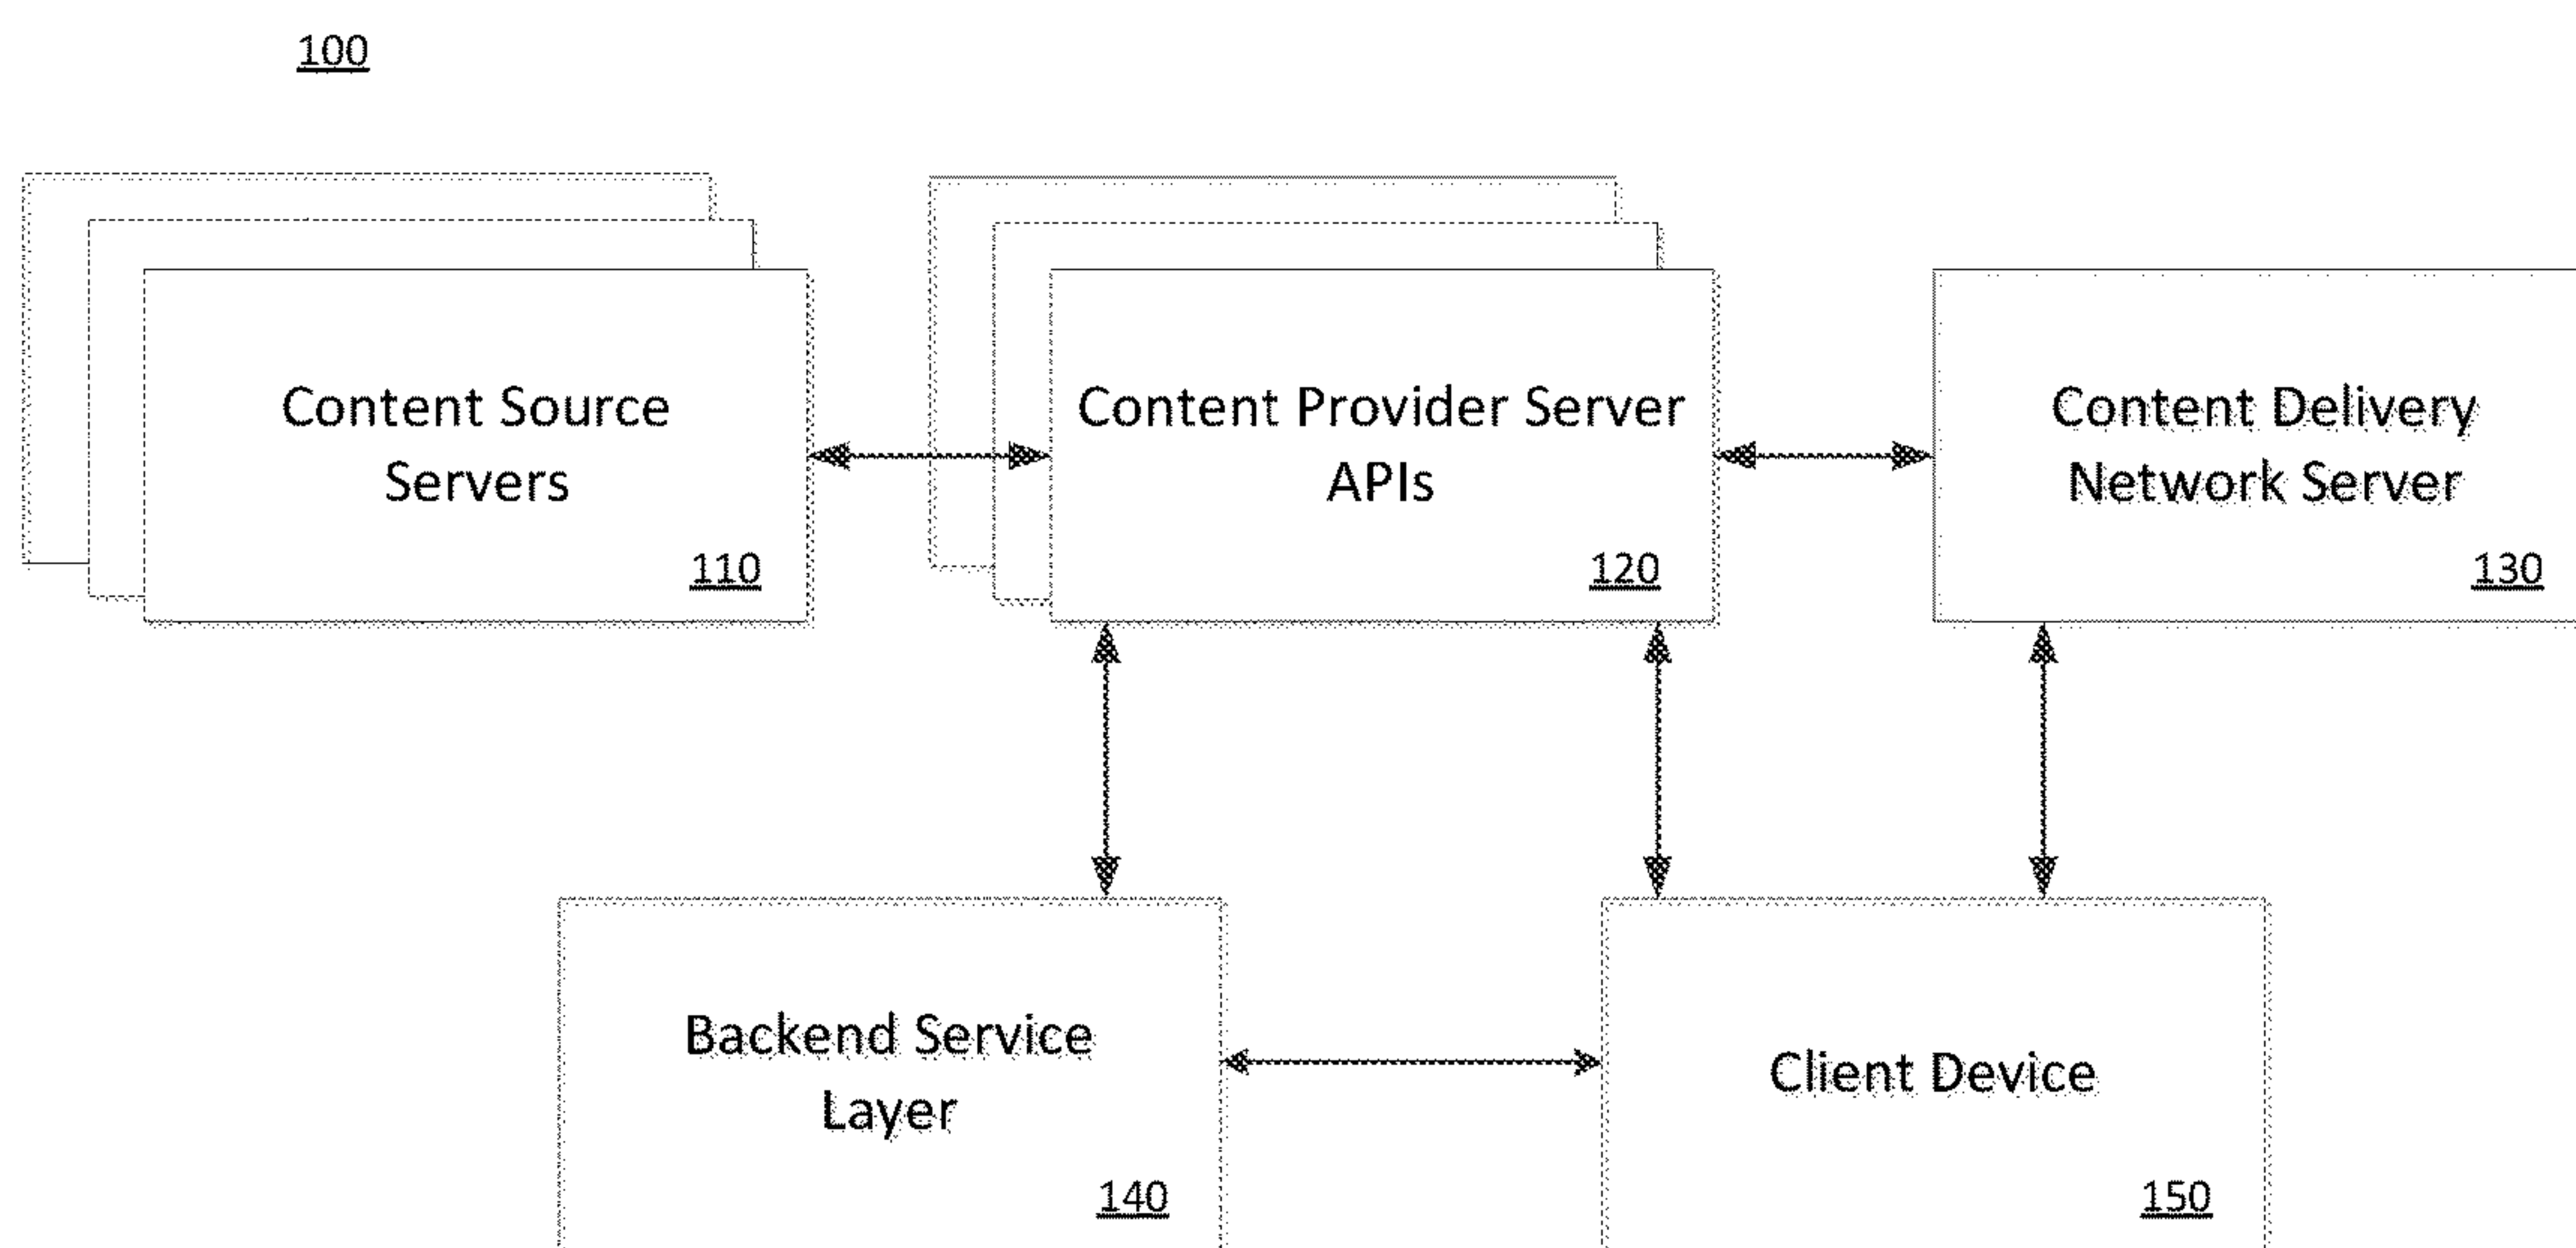 100
Content Source
Servers
110
Content Provider Server
APIs
120
Content Delivery
Network Server
130
Backend Service
Layer
140
Client Device
150